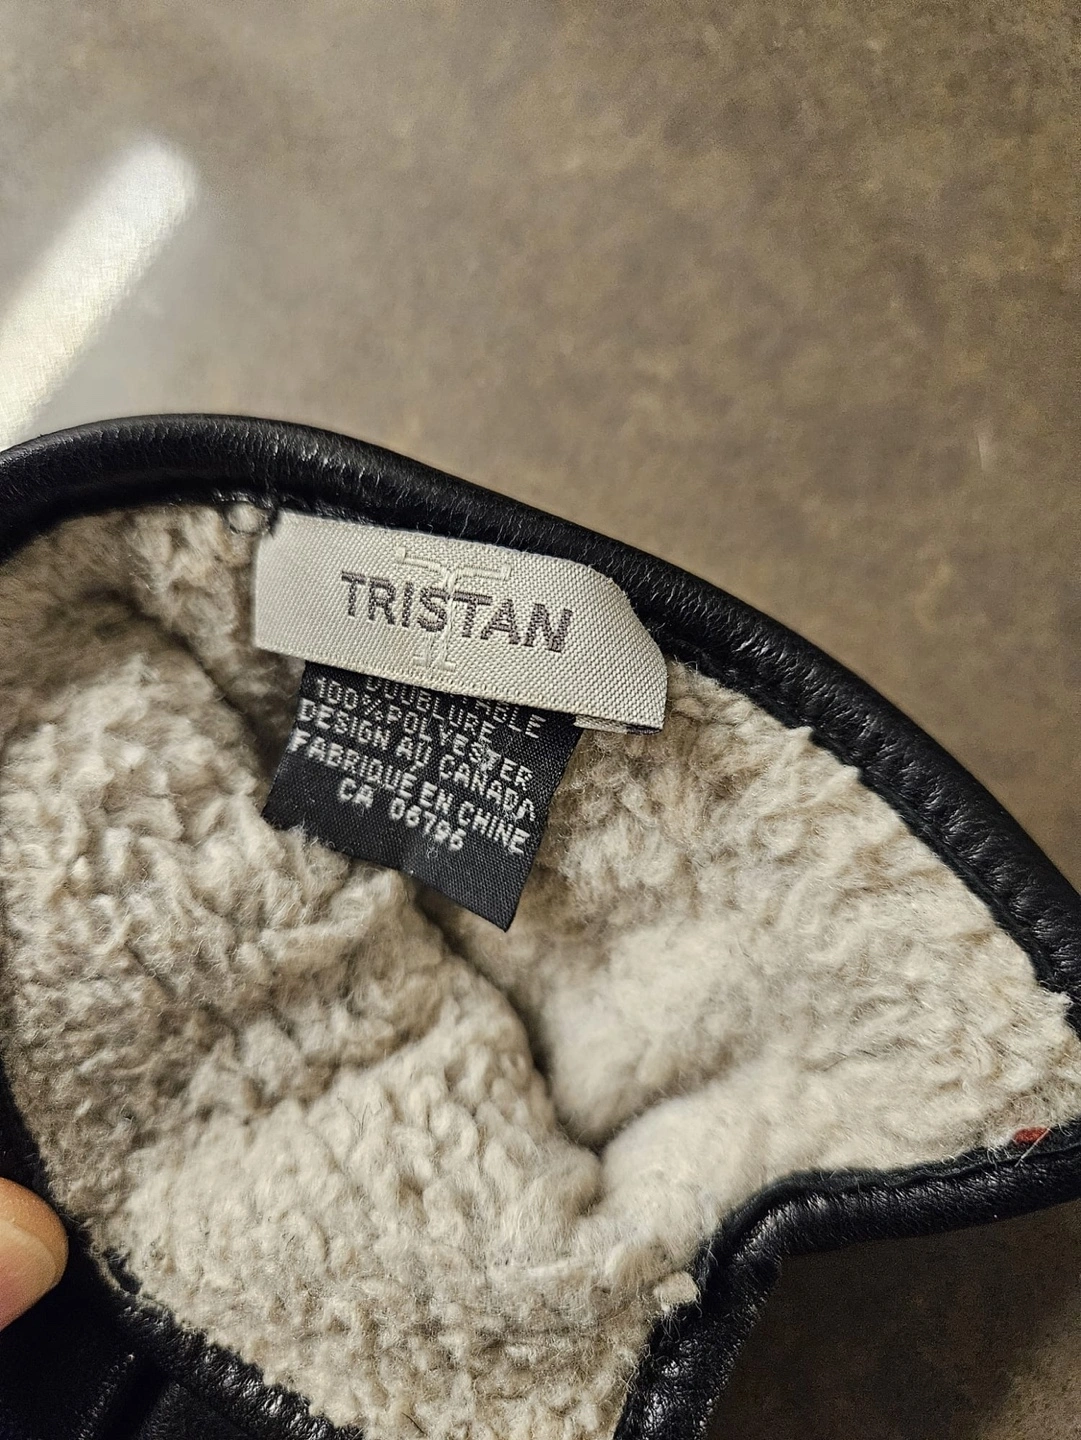 TRISTAN
DOUBLURE
100% POLYESTER
DESIGN AU CANADA
FABRIQUÉ EN CHINE
CA 06796